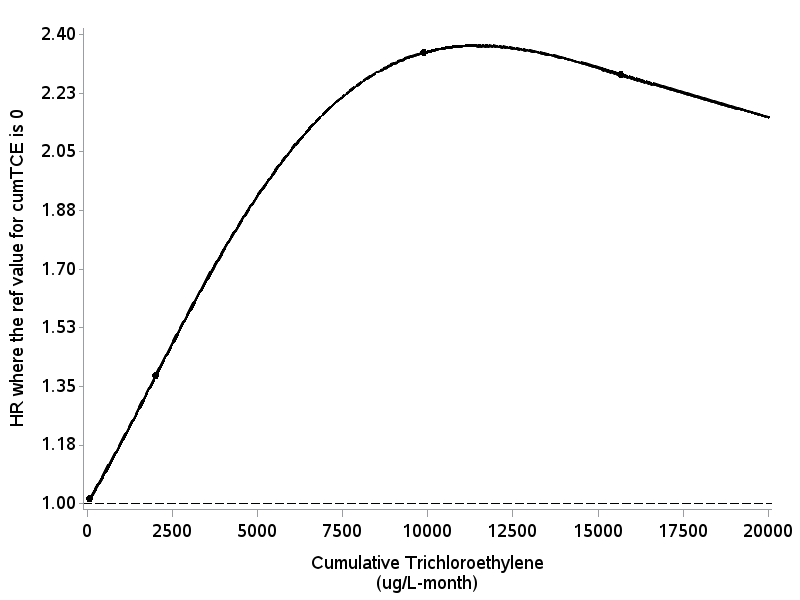 HR where the ref value for cumTCE is 0
2.40
2.23
2.05
1.88
1.70
1.53
1.35
1.18
1.00
0 2500 5000 7500 10000 12500 15000 17500 20000
Cumulative Trichloroethylene
(ug/L-month)